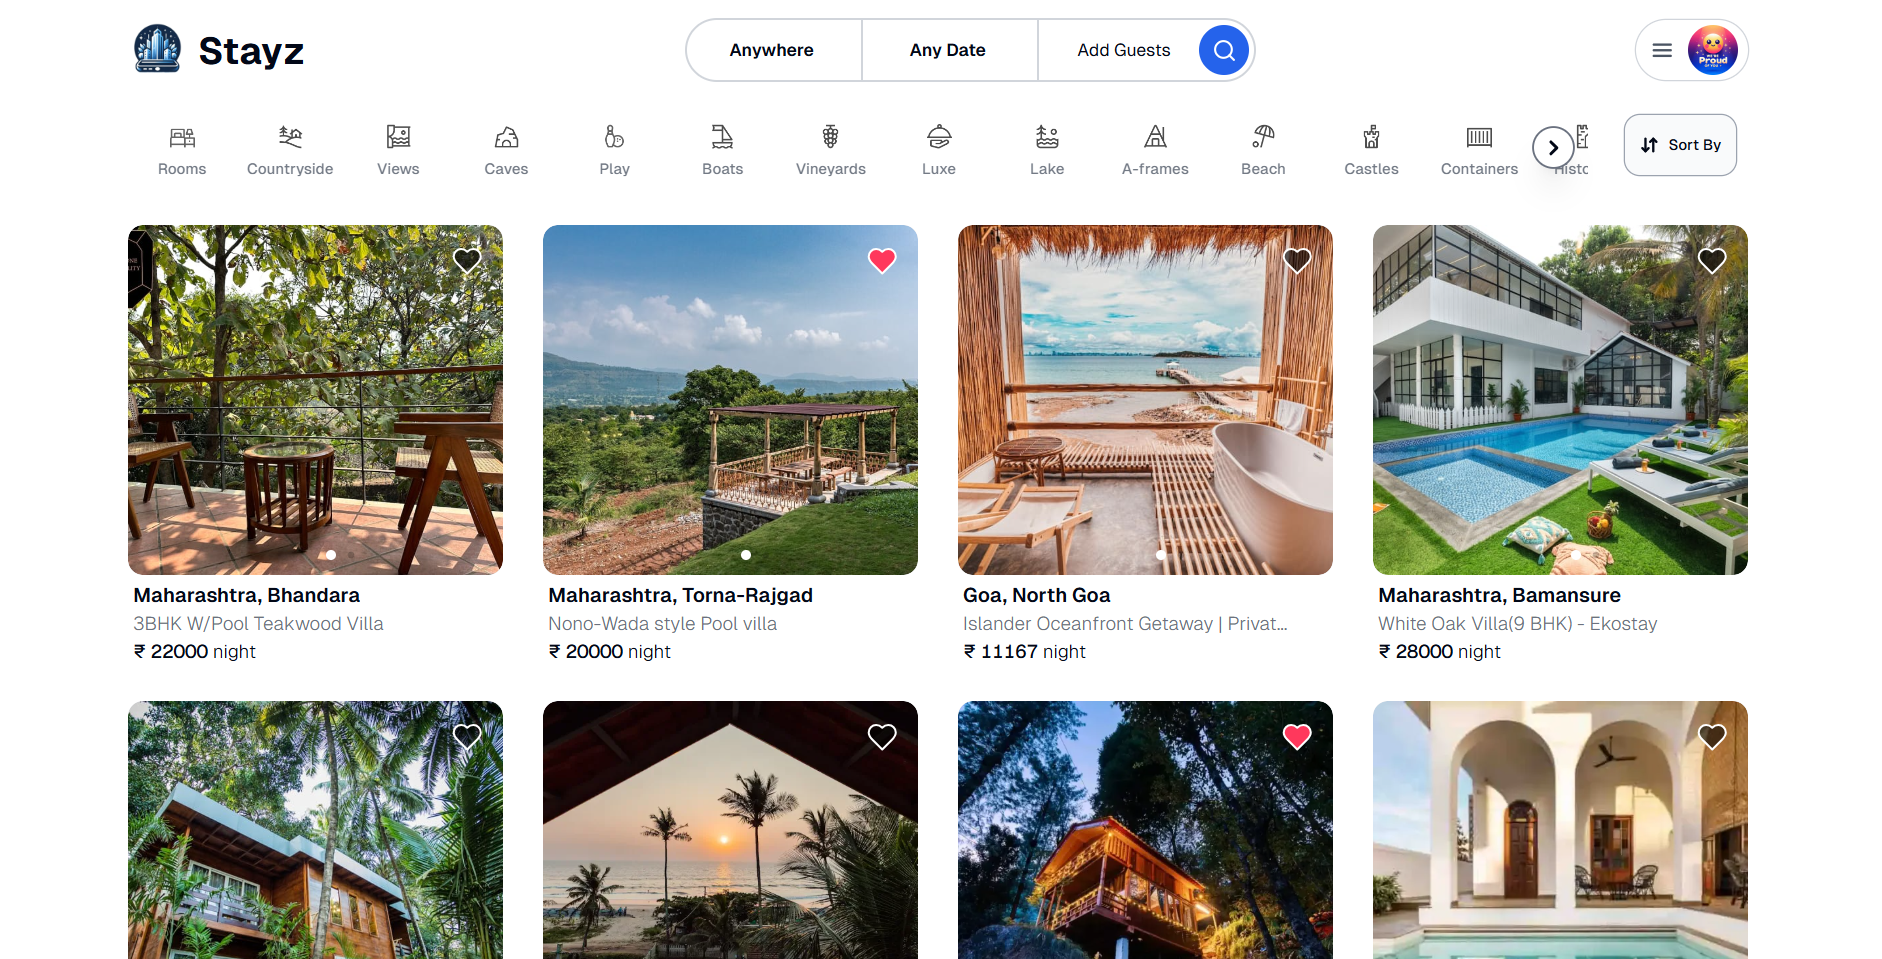 Stayz
Anywhere
Any Date
Add Guests
Proud
Rooms
Countryside
Views
Caves
Play
Boats
Vineyards
Luxe
Lake
A-frames
Beach
Castles
Containers
Histo
Sort By
Maharashtra, Bhandara
3BHK W/Pool Teakwood Villa
₹ 22000 night
Maharashtra, Torna-Rajgad
Nono-Wada style Pool villa
₹ 20000 night
Goa, North Goa
Islander Oceanfront Getaway | Privat...
₹ 11167 night
Maharashtra, Bamansure
White Oak Villa(9 BHK) - Ekostay
₹ 28000 night